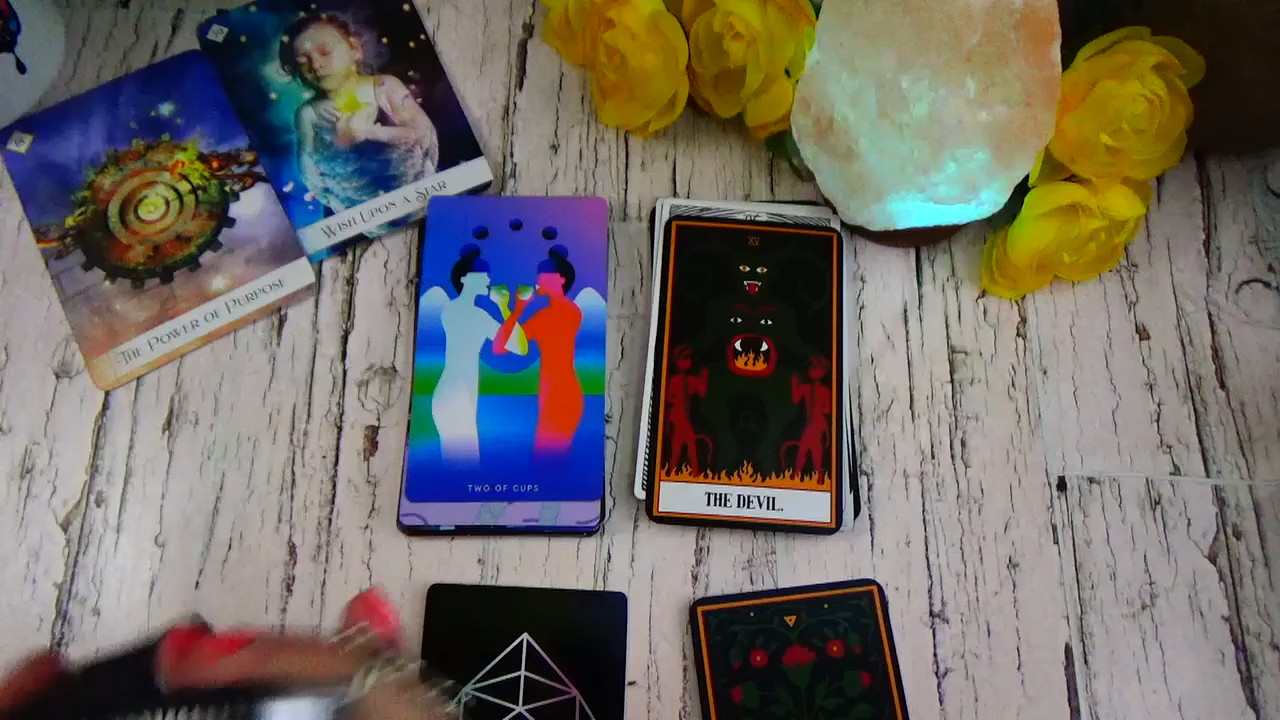 WISH UPON A STAR
THE POWER OF PURPOSE
TWO OF CUPS
XV
THE DEVIL.